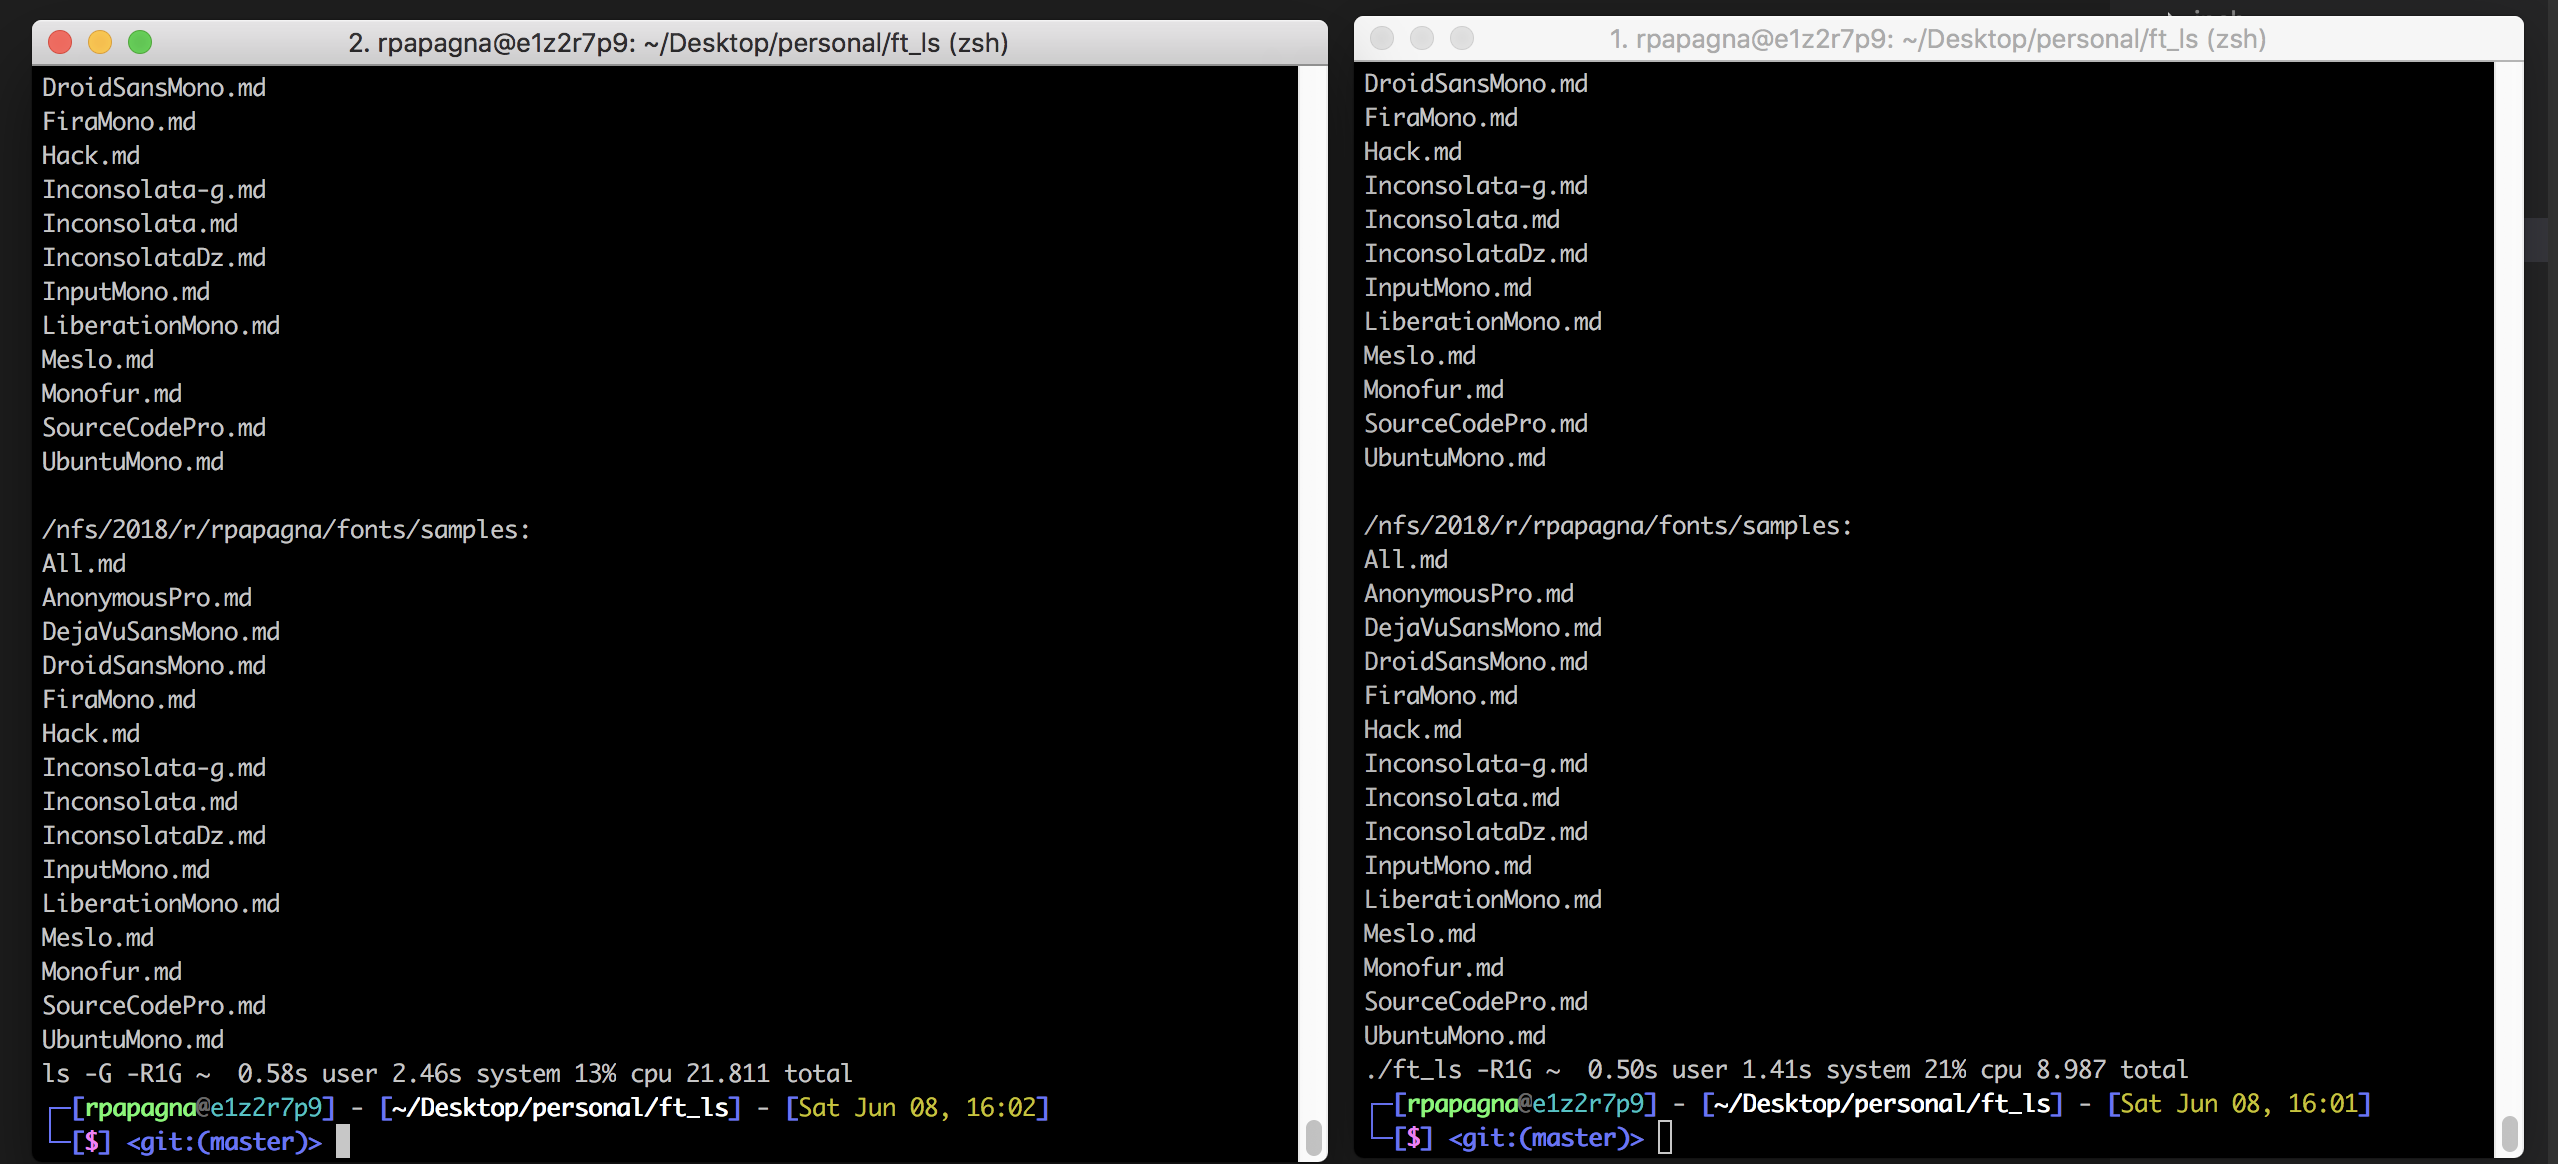 2. rpapagna@e1z2r7p9: ~/Desktop/personal/ft_ls (zsh)
DroidSansMono.md
FiraMono.md
Hack.md
Inconsolata-g.md
Inconsolata.md
InconsolataDz.md
InputMono.md
LiberationMono.md
Meslo.md
Monofur.md
SourceCodePro.md
UbuntuMono.md
/nfs/2018/r/rpapagna/fonts/samples:
All.md
AnonymousPro.md
DejaVuSansMono.md
DroidSansMono.md
FiraMono.md
Hack.md
Inconsolata-g.md
Inconsolata.md
InconsolataDz.md
InputMono.md
LiberationMono.md
Meslo.md
Monofur.md
SourceCodePro.md
UbuntuMono.md
ls -G -R1G ~  0.58s user 2.46s system 13% cpu 21.811 total
[rpapagna@e1z2r7p9] - [~/Desktop/personal/ft_ls] - [Sat Jun 08, 16:02]
[$] <git:(master)>
1. rpapagna@e1z2r7p9: ~/Desktop/personal/ft_ls (zsh)
DroidSansMono.md
FiraMono.md
Hack.md
Inconsolata-g.md
Inconsolata.md
InconsolataDz.md
InputMono.md
LiberationMono.md
Meslo.md
Monofur.md
SourceCodePro.md
UbuntuMono.md
/nfs/2018/r/rpapagna/fonts/samples:
All.md
AnonymousPro.md
DejaVuSansMono.md
DroidSansMono.md
FiraMono.md
Hack.md
Inconsolata-g.md
Inconsolata.md
InconsolataDz.md
InputMono.md
LiberationMono.md
Meslo.md
Monofur.md
SourceCodePro.md
UbuntuMono.md
./ft_ls -R1G ~  0.50s user 1.41s system 21% cpu 8.987 total
[rpapagna@e1z2r7p9] - [~/Desktop/personal/ft_ls] - [Sat Jun 08, 16:01]
[$] <git:(master)>